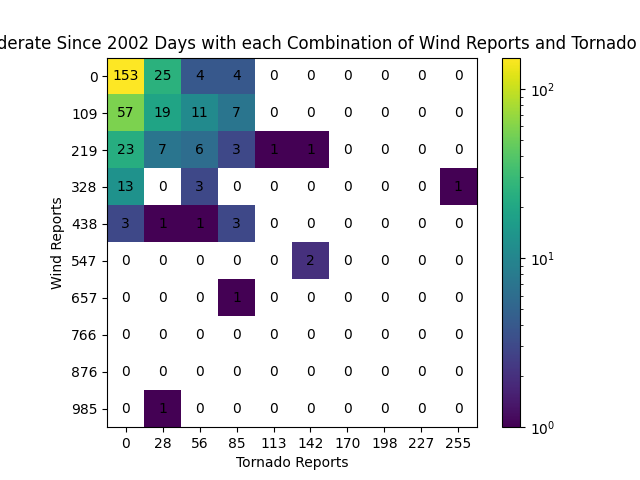 derate Since 2002 Days with each Combination of Wind Reports and Tornado
0 153 25 4 4 0 0 0 0 0 0
109 57 19 11 7 0 0 0 0 0 0
219 23 7 6 3 1 1 0 0 0 0
328 13 0 3 0 0 0 0 0 0 1
438 3 1 1 3 0 0 0 0 0 0
547 0 0 0 0 0 2 0 0 0 0
657 0 0 0 1 0 0 0 0 0 0
766 0 0 0 0 0 0 0 0 0 0
876 0 0 0 0 0 0 0 0 0 0
985 0 1 0 0 0 0 0 0 0 0
0 28 56 85 113 142 170 198 227 255
Tornado Reports
Wind Reports
10²
10¹
10⁰